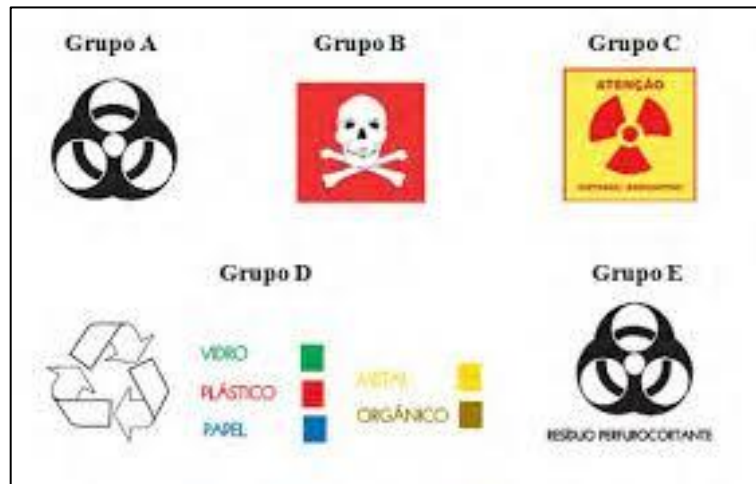 Grupo A
Grupo B
Grupo C
ATENÇÃO
Grupo D
Grupo E
VIDRO
METAL
PLÁSTICO
ORGÂNICO
PAPEL
RESÍDUO PERFUROCORTANTE